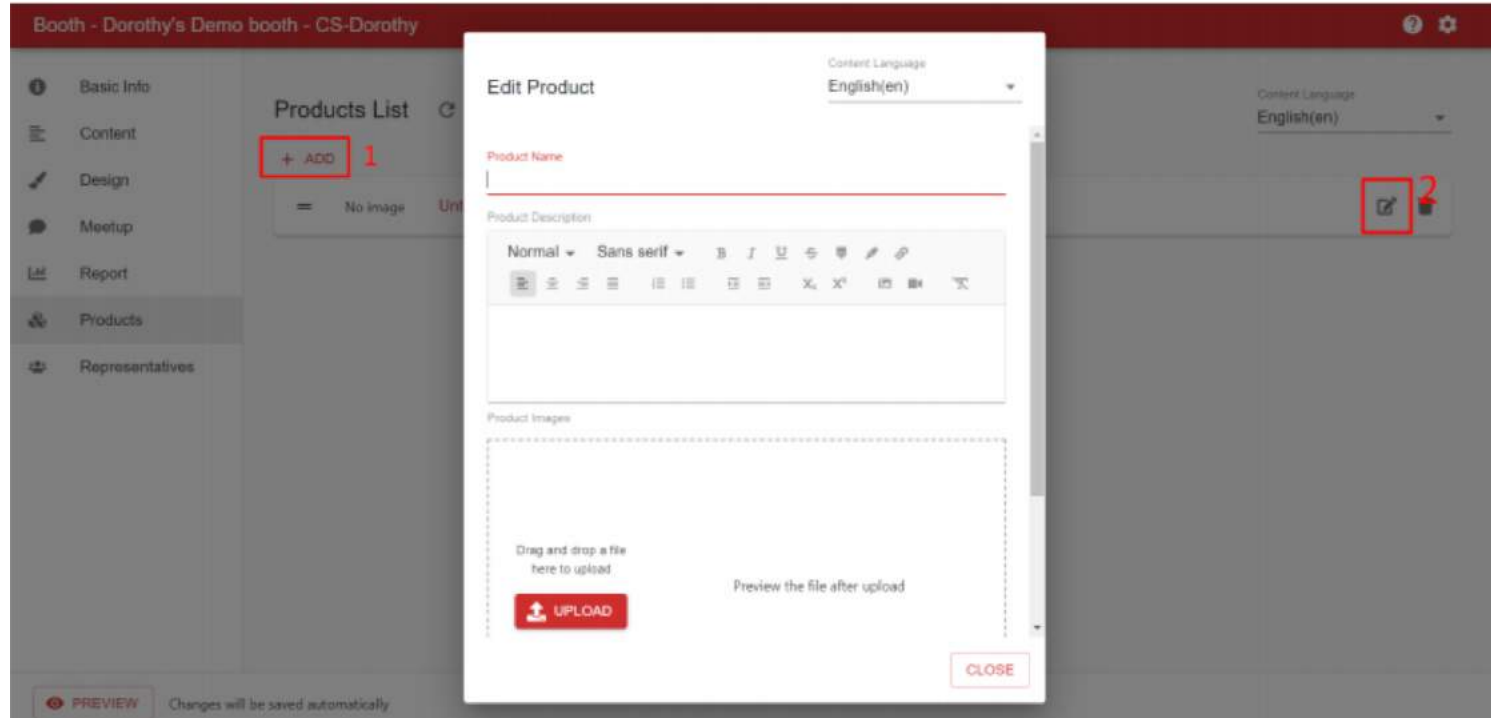 Booth - Dorothy's Demo booth - CS-Dorothy
Basic Info
Content
Design
Meetup
Report
Products
Representatives
Products List
Content Language
English(en)
+ ADD
1
No image
Unt
2
Edit Product
Content Language
English(en)
Product Name
Product Description
Normal Sans serif B I U S
X₂ X²
Product Images
Drag and drop a file
here to upload
UPLOAD
Preview the file after upload
CLOSE
PREVIEW Changes will be saved automatically